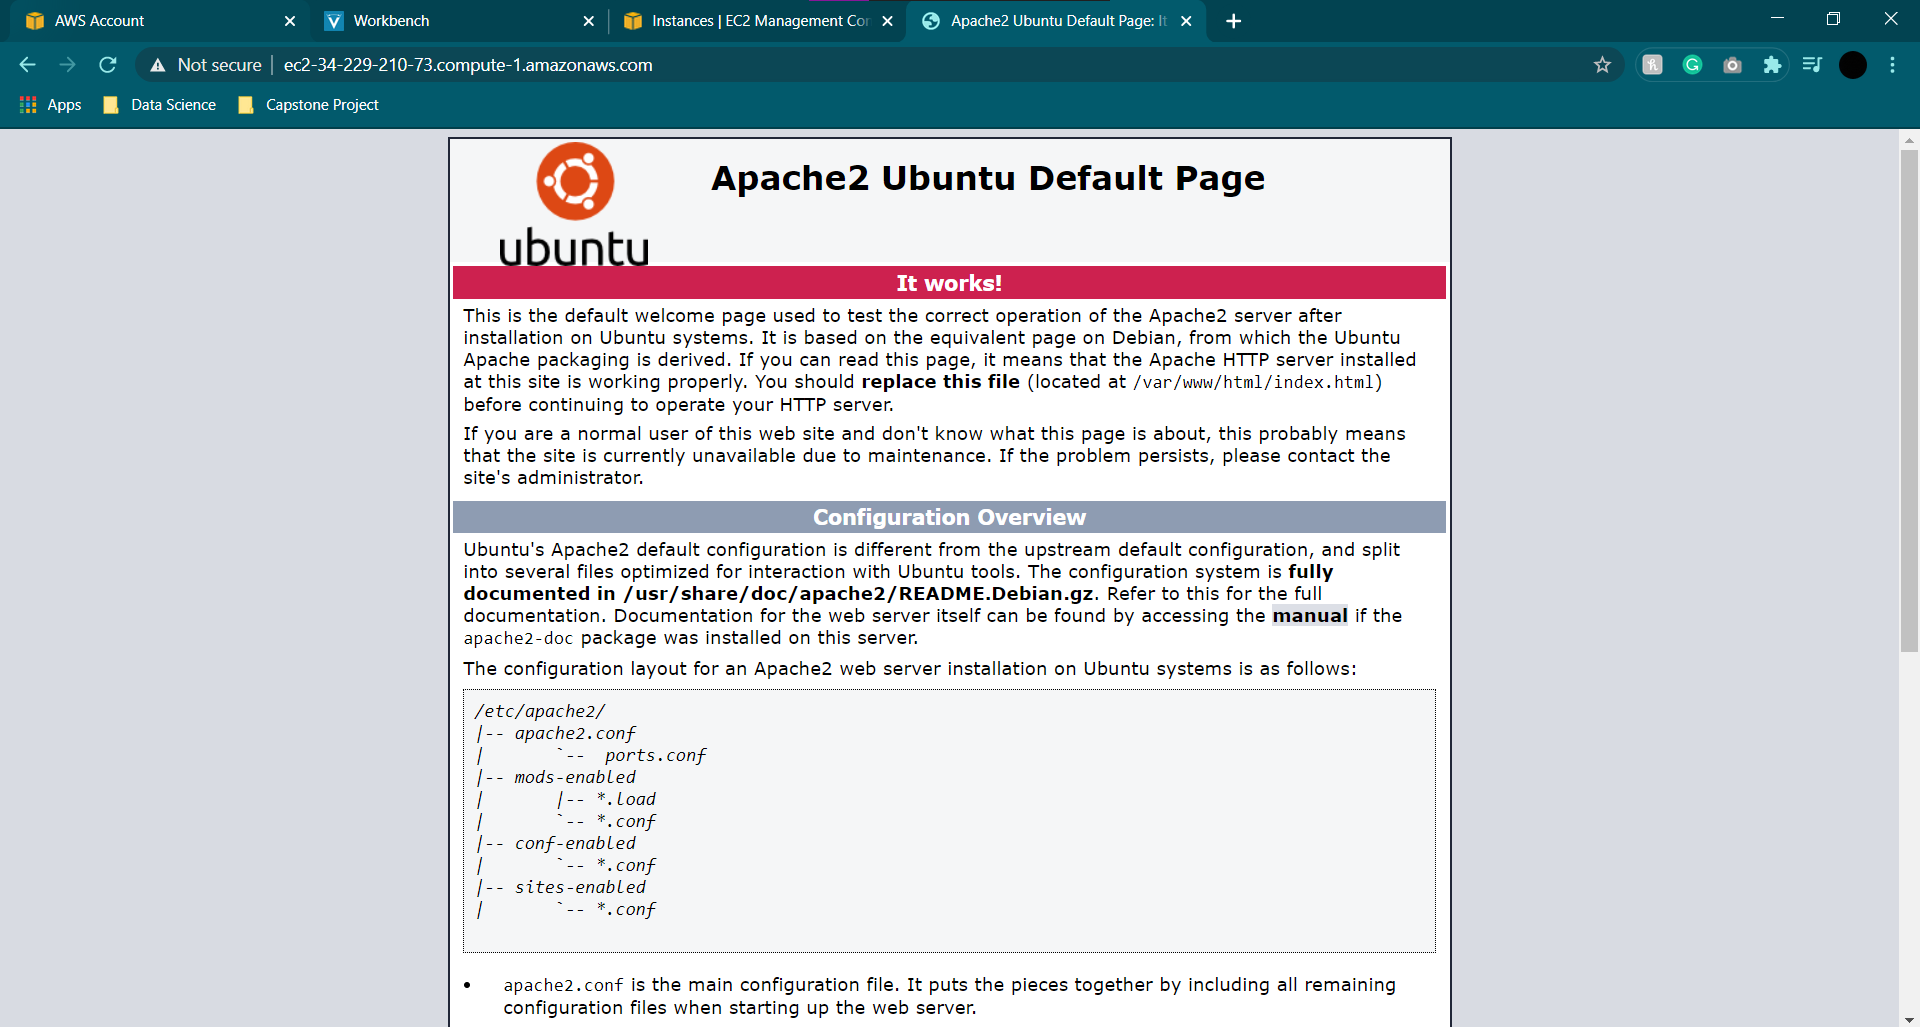 AWS Account
Workbench
Instances | EC2 Management Con
Apache2 Ubuntu Default Page: It
Not secure
ec2-34-229-210-73.compute-1.amazonaws.com
Apps
Data Science
Capstone Project
ubuntu
Apache2 Ubuntu Default Page
It works!
This is the default welcome page used to test the correct operation of the Apache2 server after
installation on Ubuntu systems. It is based on the equivalent page on Debian, from which the Ubuntu
Apache packaging is derived. If you can read this page, it means that the Apache HTTP server installed
at this site is working properly. You should replace this file (located at /var/www/html/index.html)
before continuing to operate your HTTP server.
If you are a normal user of this web site and don't know what this page is about, this probably means
that the site is currently unavailable due to maintenance. If the problem persists, please contact the
site's administrator.
Configuration Overview
Ubuntu's Apache2 default configuration is different from the upstream default configuration, and split
into several files optimized for interaction with Ubuntu tools. The configuration system is fully
documented in /usr/share/doc/apache2/README.Debian.gz. Refer to this for the full
documentation. Documentation for the web server itself can be found by accessing the manual if the
apache2-doc package was installed on this server.
The configuration layout for an Apache2 web server installation on Ubuntu systems is as follows:
/etc/apache2/
|-- apache2.conf
|       `--  ports.conf
|-- mods-enabled
|       |-- *.load
|       `-- *.conf
|-- conf-enabled
|       `-- *.conf
|-- sites-enabled
|       `-- *.conf
• apache2.conf is the main configuration file. It puts the pieces together by including all remaining
configuration files when starting up the web server.